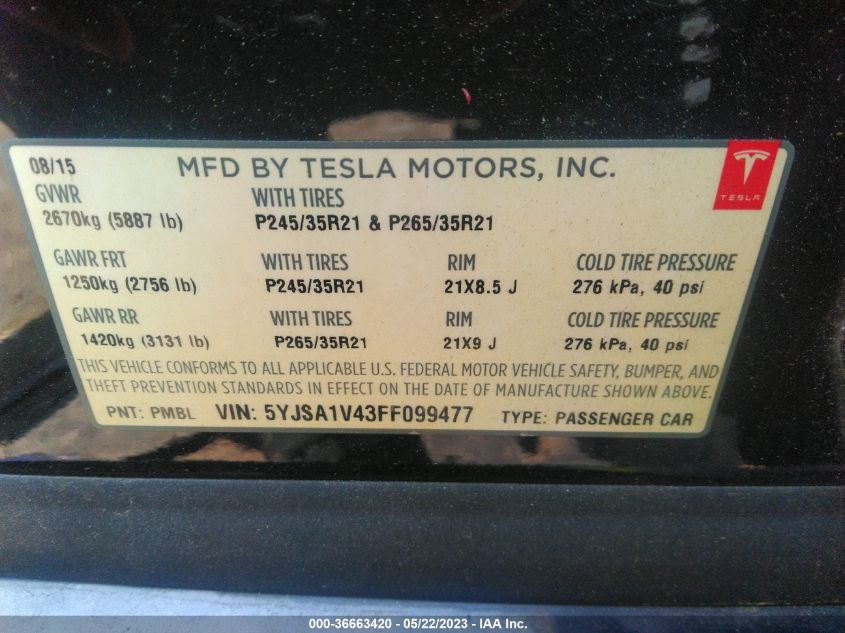 08/15 MFD BY TESLA MOTORS, INC.
TESLA
GVWR WITH TIRES
2670kg (5887 lb) P245/35R21 & P265/35R21
GAWR FRT WITH TIRES RIM COLD TIRE PRESSURE
1250kg (2756 lb) P245/35R21 21X8.5 J 276 kPa, 40 psi
GAWR RR WITH TIRES RIM COLD TIRE PRESSURE
1420kg (3131 lb) P265/35R21 21X9 J 276 kPa, 40 psi
THIS VEHICLE CONFORMS TO ALL APPLICABLE U.S. FEDERAL MOTOR VEHICLE SAFETY, BUMPER, AND
THEFT PREVENTION STANDARDS IN EFFECT ON THE DATE OF MANUFACTURE SHOWN ABOVE.
PNT: PMBL VIN: 5YJSA1V43FF099477 TYPE: PASSENGER CAR
000-36663420 - 05/22/2023 - IAA Inc.